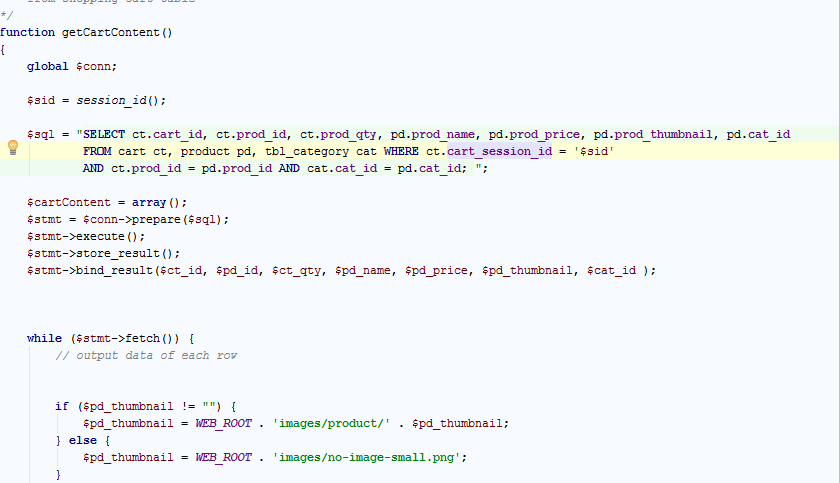 from shopping cart table
*/
function getCartContent()
{
global $conn;
$sid = session_id();
$sql = "SELECT ct.cart_id, ct.prod_id, ct.prod_qty, pd.prod_name, pd.prod_price, pd.prod_thumbnail, pd.cat_id
FROM cart ct, product pd, tbl_category cat WHERE ct.cart_session_id = '$sid'
AND ct.prod_id = pd.prod_id AND cat.cat_id = pd.cat_id; ";
$cartContent = array();
$stmt = $conn->prepare($sql);
$stmt->execute();
$stmt->store_result();
$stmt->bind_result($ct_id, $pd_id, $ct_qty, $pd_name, $pd_price, $pd_thumbnail, $cat_id );
while ($stmt->fetch()) {
// output data of each row
if ($pd_thumbnail != "") {
$pd_thumbnail = WEB_ROOT . 'images/product/' . $pd_thumbnail;
} else {
$pd_thumbnail = WEB_ROOT . 'images/no-image-small.png';
}